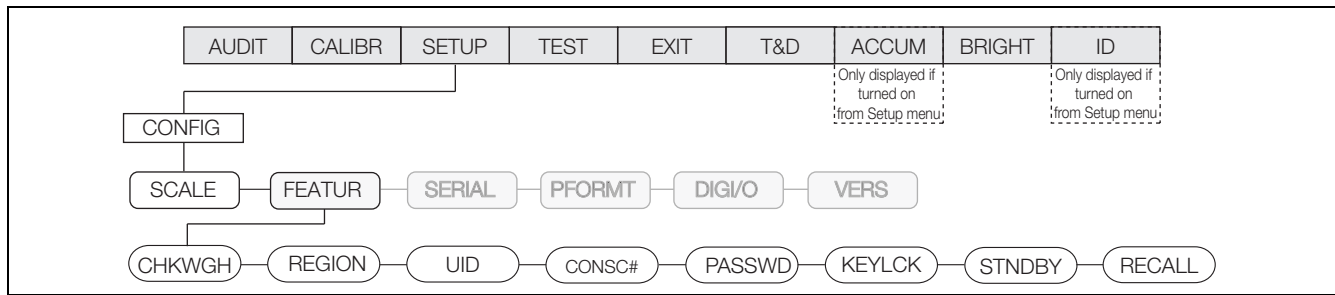 AUDIT CALIBR SETUP TEST EXIT T&D ACCUM BRIGHT ID
Only displayed if
turned on
from Setup menu
Only displayed if
turned on
from Setup menu
CONFIG
SCALE FEATUR SERIAL PFORMT DIGI/O VERS
CHKWGH REGION UID CONSC# PASSWD KEYLCK STNDBY RECALL